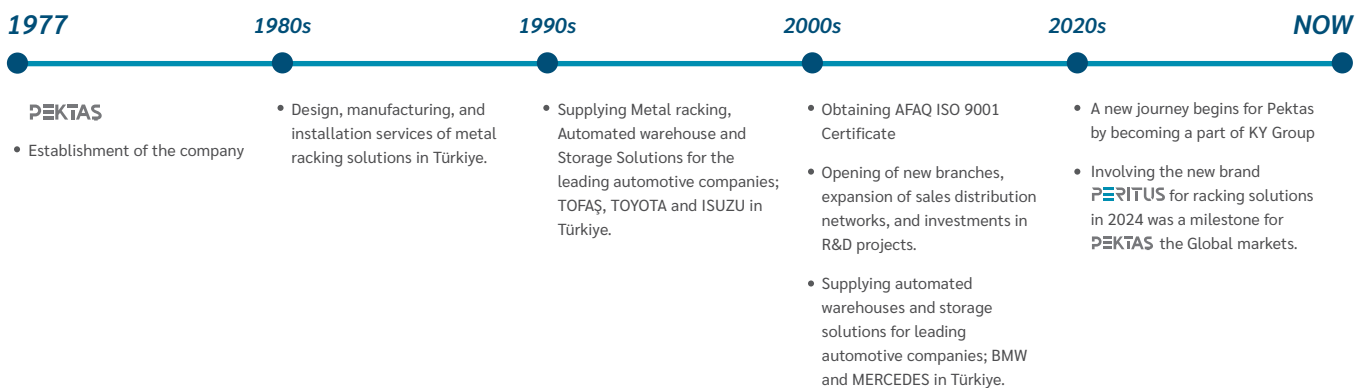 1977
1980s
1990s
2000s
2020s
NOW
PEKTAS
• Establishment of the company
• Design, manufacturing, and
installation services of metal
racking solutions in Türkiye.
• Supplying Metal racking,
Automated warehouse and
Storage Solutions for the
leading automotive companies;
TOFAŞ, TOYOTA and ISUZU in
Türkiye.
• Obtaining AFAQ ISO 9001
Certificate
• Opening of new branches,
expansion of sales distribution
networks, and investments in
R&D projects.
• Supplying automated
warehouses and storage
solutions for leading
automotive companies; BMW
and MERCEDES in Türkiye.
• A new journey begins for Pektas
by becoming a part of KY Group
• Involving the new brand
PERITUS for racking solutions
in 2024 was a milestone for
PEKTAS the Global markets.